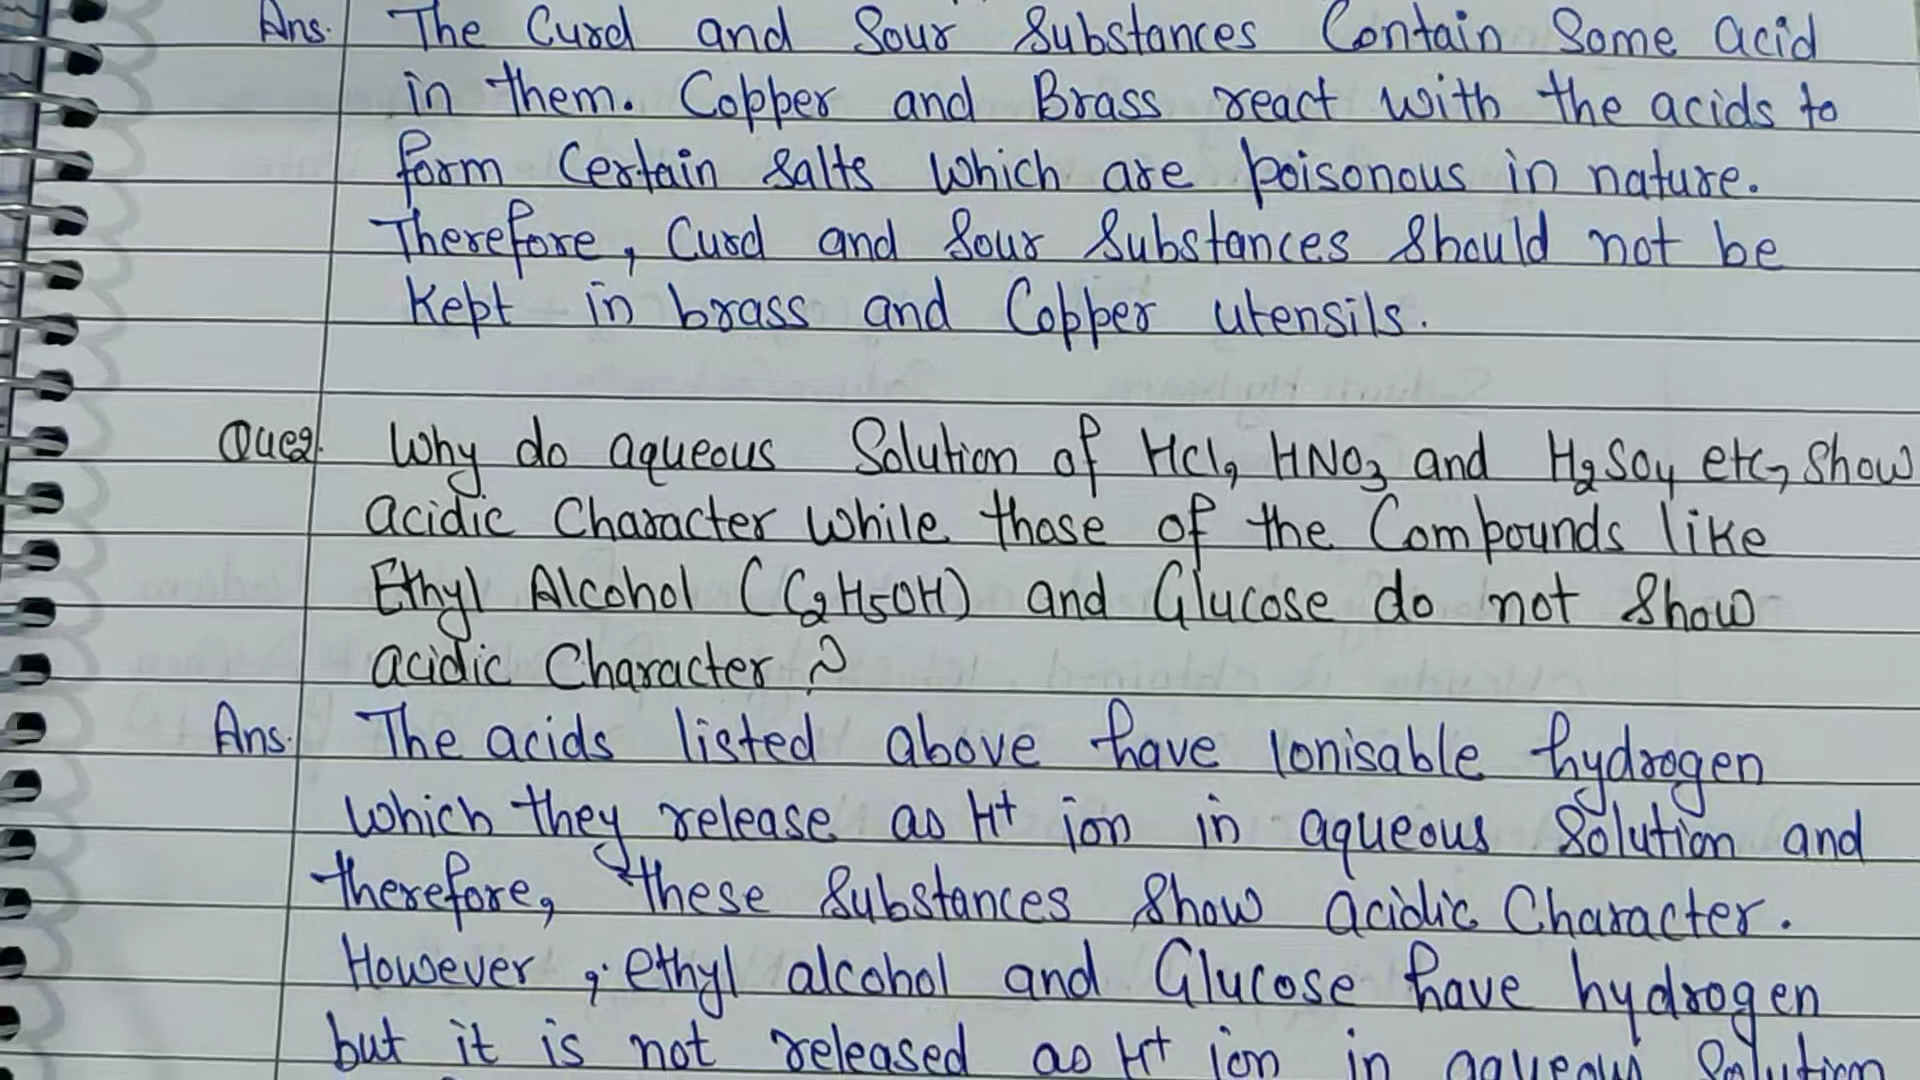 Ans. The Curd and Sour Substances Contain Some acid
in them. Copper and Brass react with the acids to
form Certain Salts which are poisonous in nature.
Therefore, Curd and Sour Substances Should not be
Kept in brass and Copper utensils.
Que2. Why do aqueous Solution of HCl, HNO3 and H2SO4 etc, Show
acidic Character while those of the Compounds like
Ethyl Alcohol (C2H5OH) and Glucose do not Show
acidic Character ?
Ans. The acids listed above have Ionisable hydrogen
which they release as H+ ion in aqueous Solution and
therefore, these Substances Show acidic Character.
However, ethyl alcohol and Glucose have hydrogen
but it is not released as H+ ion in aqueous Solution